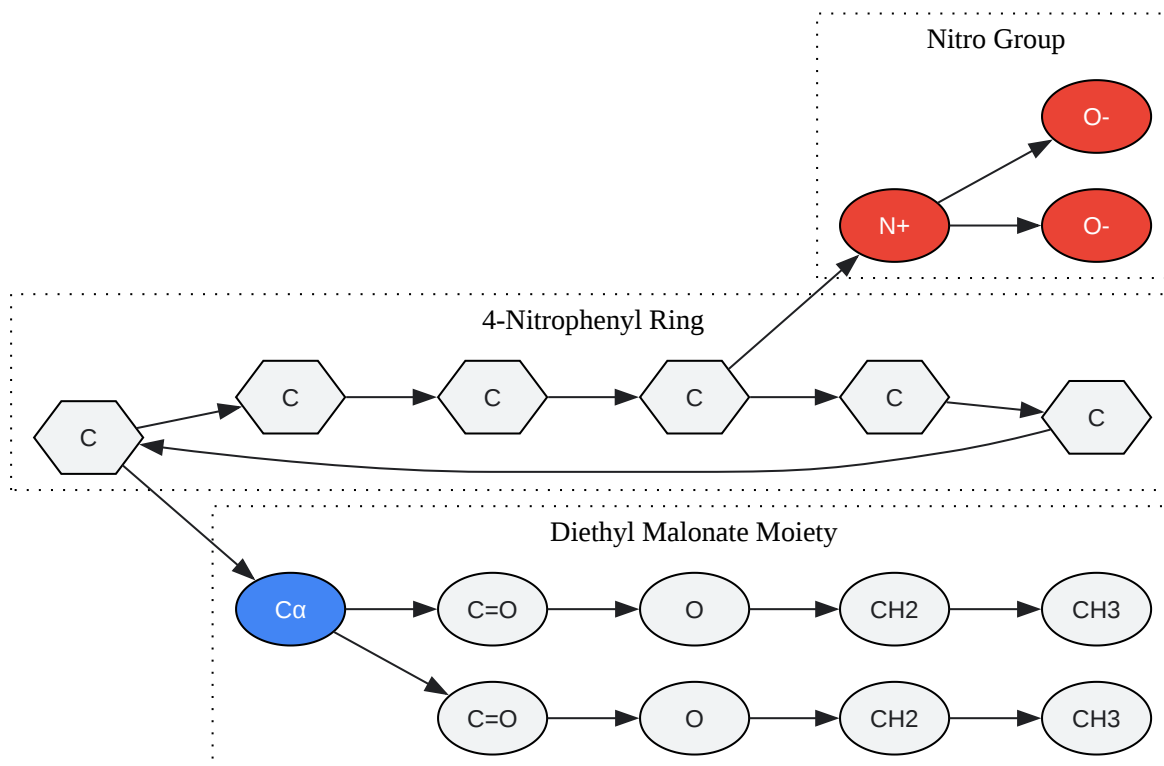 Nitro Group
O-
N+
O-
4-Nitrophenyl Ring
C
C
C
C
C
C
Diethyl Malonate Moiety
Cα
C=O
O
CH2
CH3
C=O
O
CH2
CH3